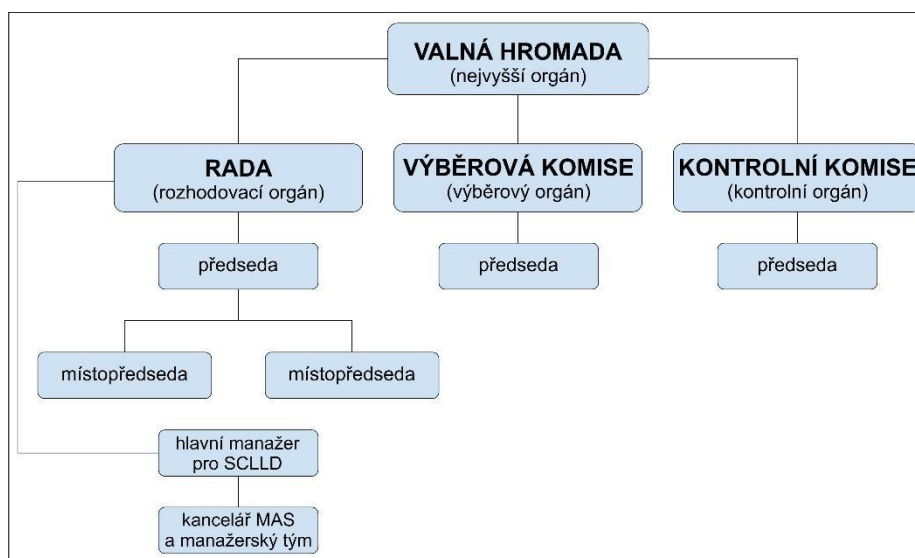 VALNÁ HROMADA
(nejvyšší orgán)
RADA
(rozhodovací orgán)
VÝBĚROVÁ KOMISE
(výběrový orgán)
KONTROLNÍ KOMISE
(kontrolní orgán)
předseda
předseda
předseda
místopředseda
místopředseda
hlavní manažer
pro SCLLD
kancelář MAS
a manažerský tým